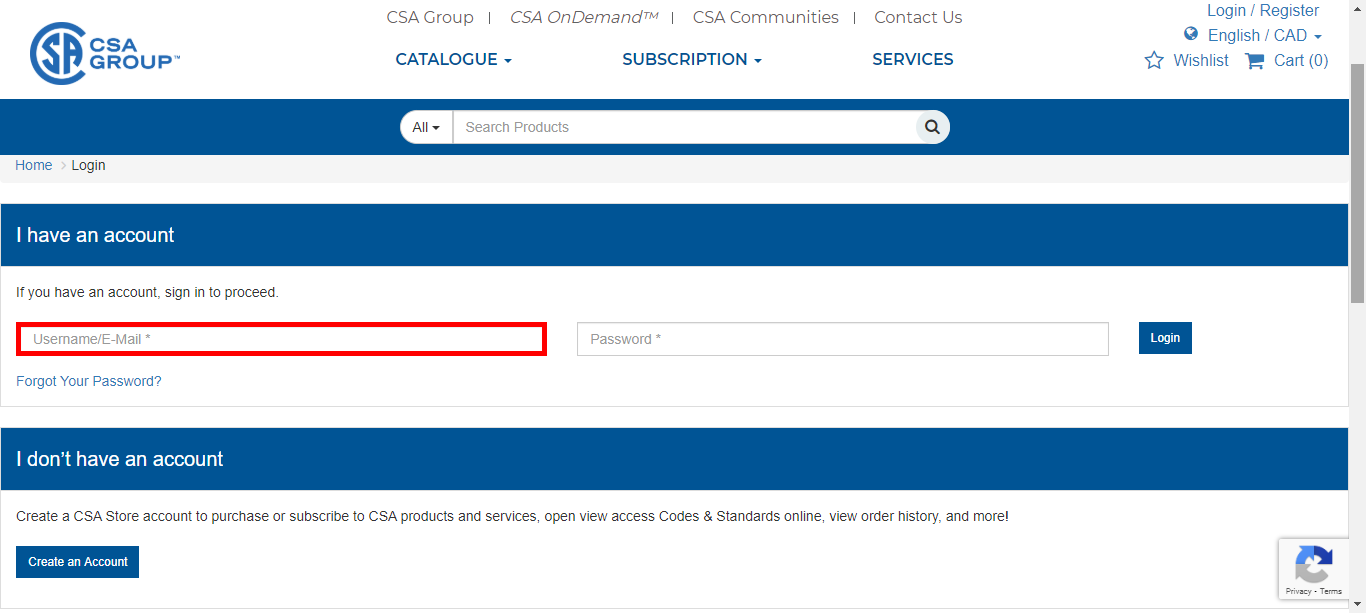 CSA Group | CSA OnDemand™ | CSA Communities | Contact Us
Login / Register
English / CAD
CSA GROUP™
CATALOGUE SUBSCRIPTION SERVICES
Wishlist Cart (0)
All Search Products
Home > Login
I have an account
If you have an account, sign in to proceed.
Username/E-Mail * Password * Login
Forgot Your Password?
I don’t have an account
Create a CSA Store account to purchase or subscribe to CSA products and services, open view access Codes & Standards online, view order history, and more!
Create an Account
Privacy - Terms